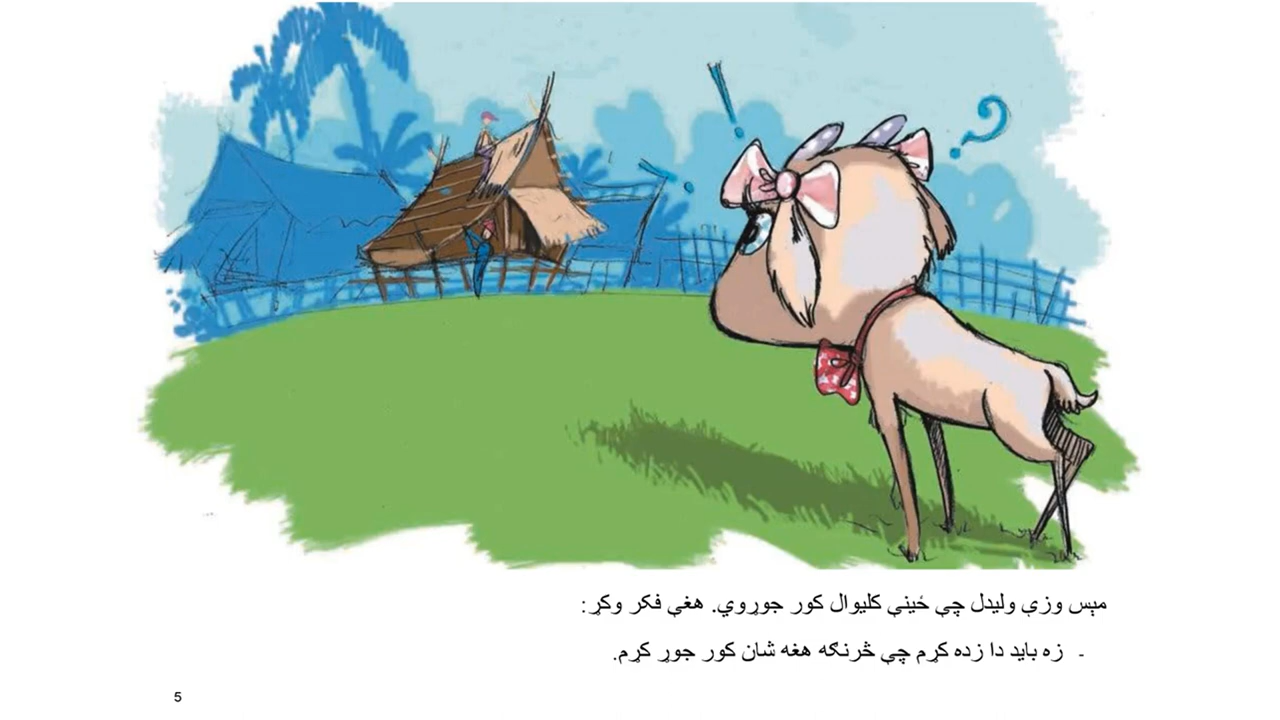 مېس وزې ولیدل چې ځینې کلیوال کور جوړوي. هغې فکر وکړ:
- زه باید دا زده کړم چې څرنګه هغه شان کور جوړ کړم.
5